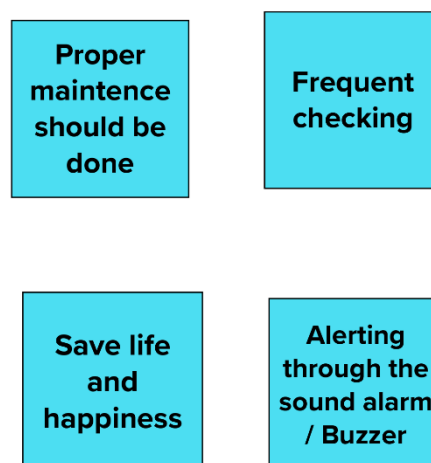 Proper
maintence
should be
done
Frequent
checking
Save life
and
happiness
Alerting
through the
sound alarm
/ Buzzer